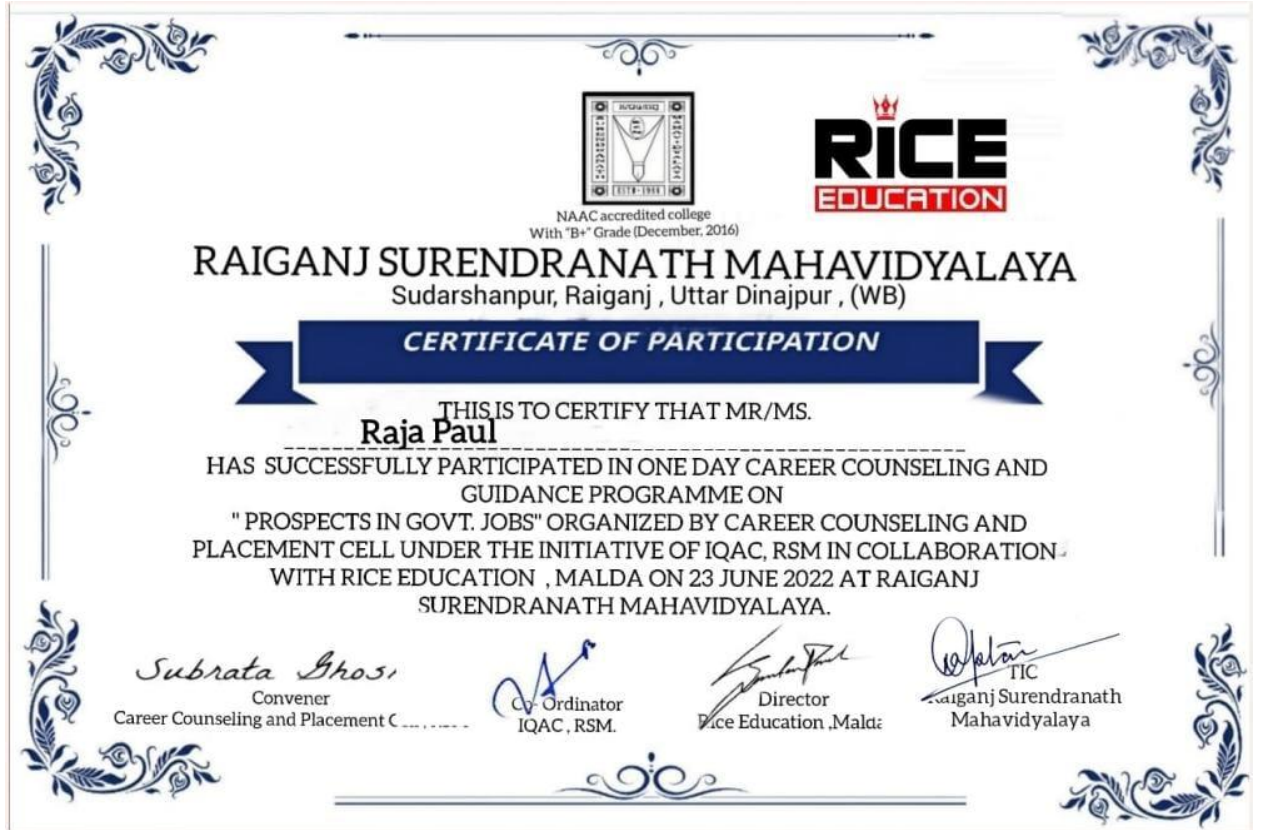 ESTD-1986
RiCE
EDUCATION
NAAC accredited college
With "B+" Grade (December, 2016)
RAIGANJ SURENDRANATH MAHAVIDYALAYA
Sudarshanpur, Raiganj , Uttar Dinajpur , (WB)
CERTIFICATE OF PARTICIPATION
THIS IS TO CERTIFY THAT MR/MS.
Raja Paul
HAS SUCCESSFULLY PARTICIPATED IN ONE DAY CAREER COUNSELING AND
GUIDANCE PROGRAMME ON
" PROSPECTS IN GOVT. JOBS" ORGANIZED BY CAREER COUNSELING AND
PLACEMENT CELL UNDER THE INITIATIVE OF IQAC, RSM IN COLLABORATION
WITH RICE EDUCATION , MALDA ON 23 JUNE 2022 AT RAIGANJ
SURENDRANATH MAHAVIDYALAYA.
Subrata Ghosh
Convener
Career Counseling and Placement
Co- Ordinator
IQAC , RSM.
Director
Rice Education ,Malda
TIC
Raiganj Surendranath
Mahavidyalaya